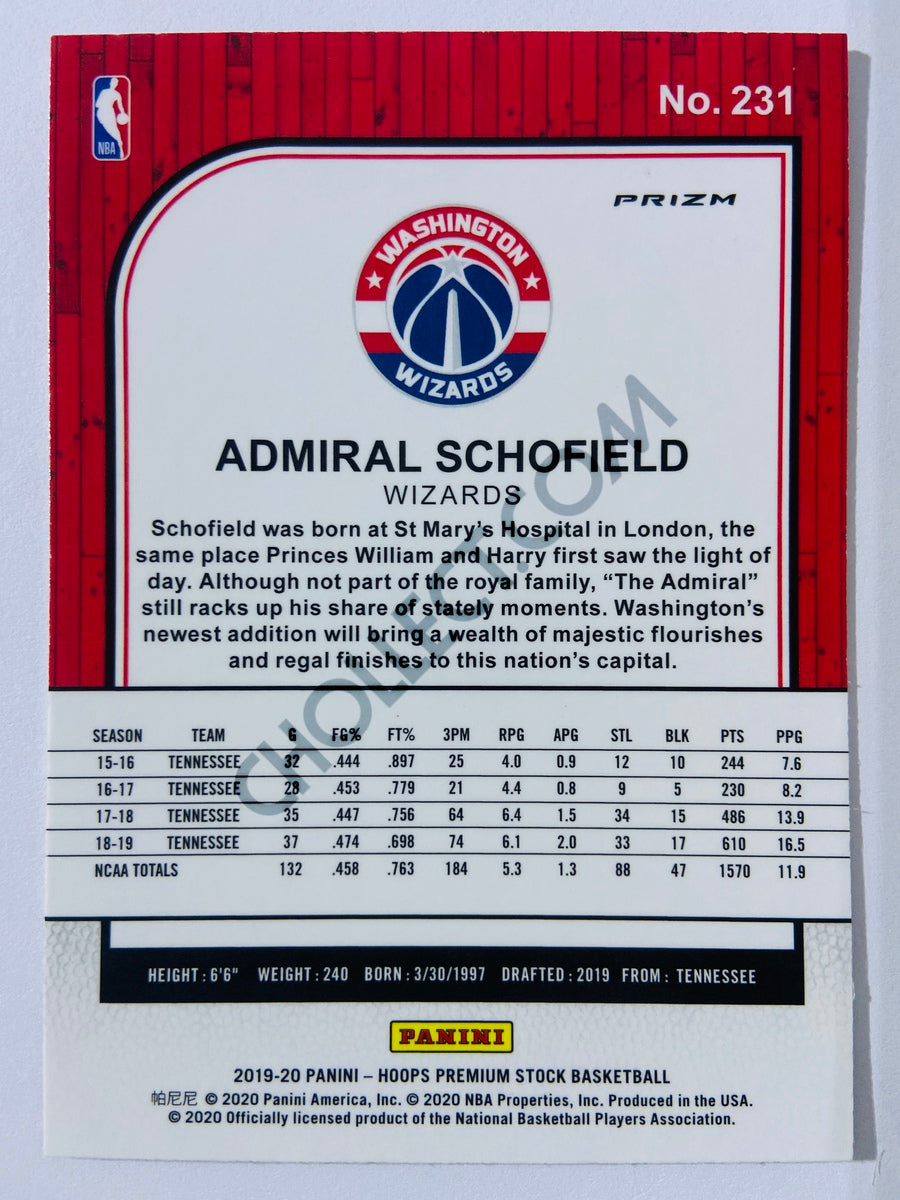 No. 231
NBA
PRIZM
WASHINGTON
WIZARDS
ADMIRAL SCHOFIELD
WIZARDS
Schofield was born at St Mary's Hospital in London, the
same place Princes William and Harry first saw the light of
day. Although not part of the royal family, “The Admiral”
still racks up his share of stately moments. Washington's
newest addition will bring a wealth of majestic flourishes
and regal finishes to this nation's capital.
CHOLLECT.COM
SEASON TEAM G FG% FT% 3PM RPG APG STL BLK PTS PPG
15-16 TENNESSEE 32 .444 .897 25 4.0 0.9 12 10 244 7.6
16-17 TENNESSEE 28 .453 .779 21 4.4 0.8 9 5 230 8.2
17-18 TENNESSEE 35 .447 .756 64 6.4 1.5 34 15 486 13.9
18-19 TENNESSEE 37 .474 .698 74 6.1 2.0 33 17 610 16.5
NCAA TOTALS 132 .458 .763 184 5.3 1.3 88 47 1570 11.9
HEIGHT : 6'6" WEIGHT : 240 BORN : 3/30/1997 DRAFTED : 2019 FROM : TENNESSEE
PANINI
2019-20 PANINI – HOOPS PREMIUM STOCK BASKETBALL
帕尼尼 © 2020 Panini America, Inc. © 2020 NBA Properties, Inc. Produced in the USA.
© 2020 Officially licensed product of the National Basketball Players Association.